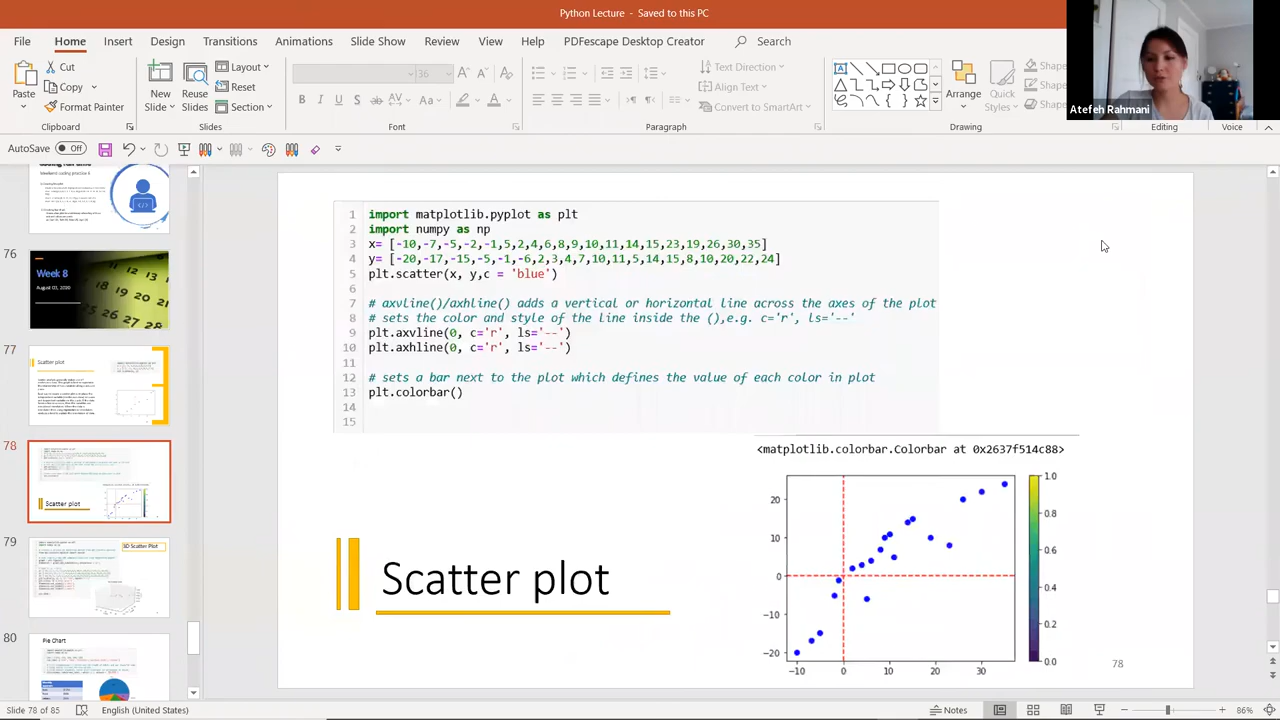 Python Lecture - Saved to this PC
File Home Insert Design Transitions Animations Slide Show Review View Help PDFescape Desktop Creator Search
Paste
Cut
Copy
Format Painter
Clipboard
New Slide
Reuse Slides
Layout
Reset
Section
Slides
36
Font
Text Direction
Align Text
Convert to SmartArt
Paragraph
Arrange
Quick Styles
Drawing
Editing
Voice
Atefeh Rahmani
AutoSave Off
76
Week 8
August 03, 2020
77
Scatter plot
78
Scatter plot
79
3D Scatter Plot
80
Pie Chart
1 import matplotlib.pyplot as plt
2 import numpy as np
3 x= [-10,-7,-5,-2,-1,5,2,4,6,8,9,10,11,14,15,23,19,26,30,35]
4 y= [-20,-17,-15,-5,-1,-6,2,3,4,7,10,11,5,14,15,8,10,20,22,24]
5 plt.scatter(x, y,c = 'blue')
6
7 # axvline()/axhline() adds a vertical or horizontal line across the axes of the plot
8 # sets the color and style of the line inside the (),e.g. c='r', ls='--'
9 plt.axvline(0, c='r', ls='--')
10 plt.axhline(0, c='r', ls='--')
11
12 # sets a bar next to the plot which defines the value of each color in plot
13 plt.colorbar()
14
15
<matplotlib.colorbar.Colorbar at 0x2637f514c88>
20
10
0
−10
−10 0 10 20 30
1.0
0.8
0.6
0.4
0.2
0.0
Scatter plot
78
Slide 78 of 85 English (United States) Notes 86%